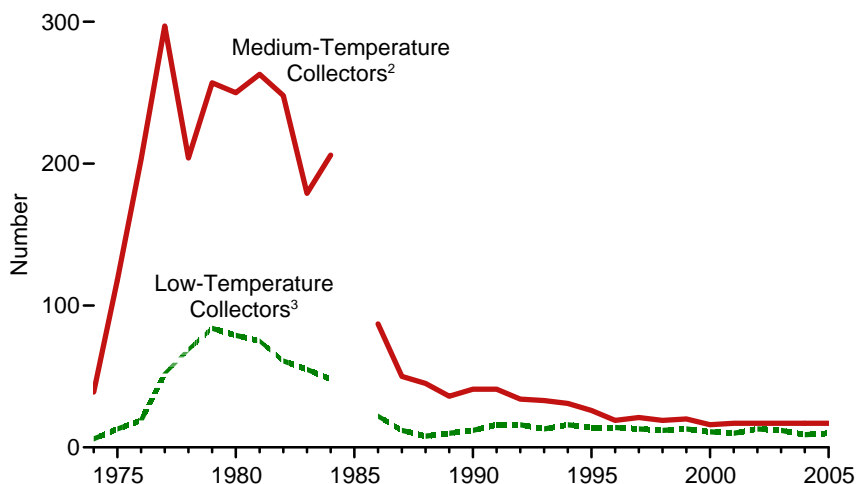 300
Medium-Temperature
Collectors²
200
Number
Low-Temperature
Collectors³
100
0
1975 1980 1985 1990 1995 2000 2005